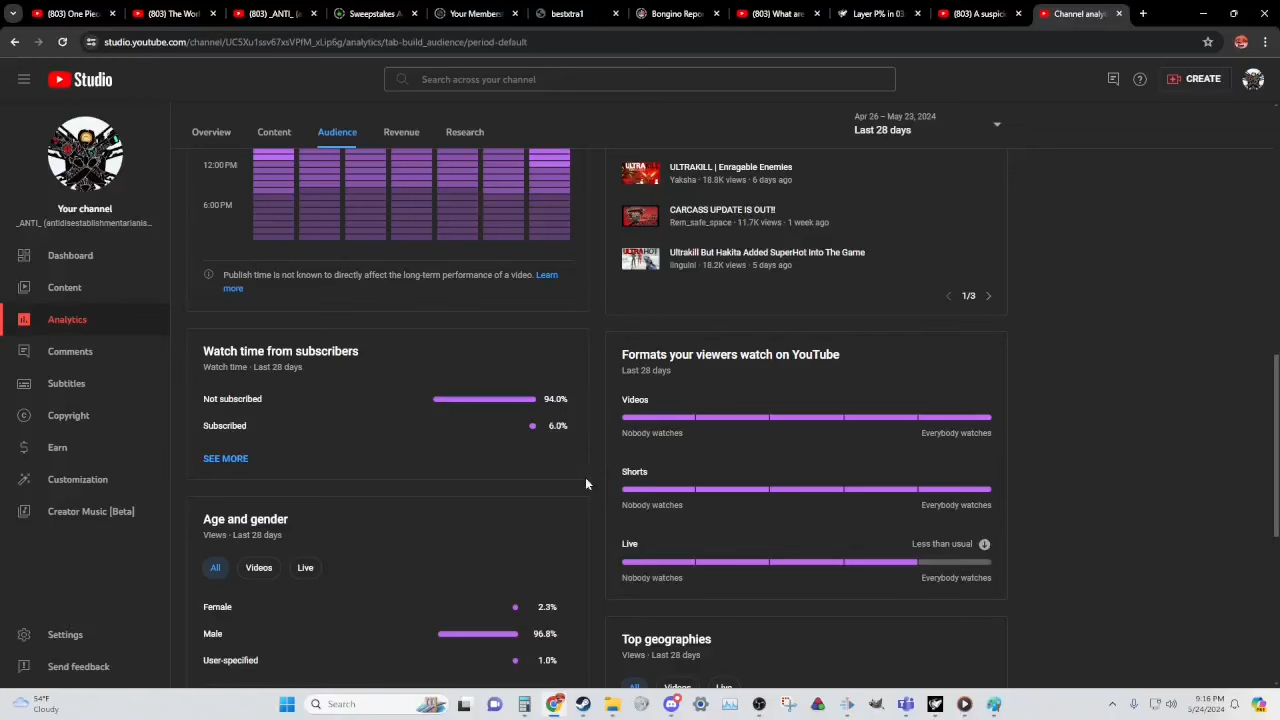 (803) One Piec
(803) The Worl
(803) _ANTI_ (
Sweepstakes A
Your Members
bestxtra1
Bongino Repo
(803) What are
Layer P% in 03
(803) A suspic
Channel analyti
studio.youtube.com/channel/UC5Xu1ssv67xsVPfM_xLip6g/analytics/tab-build_audience/period-default
Studio
Search across your channel
CREATE
Your channel
_ANTI_ (antidisestablishmentarianis...
Dashboard
Content
Analytics
Comments
Subtitles
Copyright
Earn
Customization
Creator Music [Beta]
Settings
Send feedback
Overview
Content
Audience
Revenue
Research
Apr 26 – May 23, 2024
Last 28 days
12:00 PM
6:00 PM
Publish time is not known to directly affect the long-term performance of a video. Learn
more
ULTRAKILL | Enragable Enemies
Yaksha · 18.8K views · 6 days ago
CARCASS UPDATE IS OUT!!
Rem_safe_space · 11.7K views · 1 week ago
Ultrakill But Hakita Added SuperHot Into The Game
linguini · 18.2K views · 5 days ago
1/3
Watch time from subscribers
Watch time · Last 28 days
Not subscribed 94.0%
Subscribed 6.0%
SEE MORE
Formats your viewers watch on YouTube
Last 28 days
Videos
Nobody watches Everybody watches
Shorts
Nobody watches Everybody watches
Live Less than usual
Nobody watches Everybody watches
Age and gender
Views · Last 28 days
All Videos Live
Female 2.3%
Male 96.8%
User-specified 1.0%
Top geographies
Views · Last 28 days
All Videos Live
54°F
Cloudy
Search
9:16 PM
5/24/2024